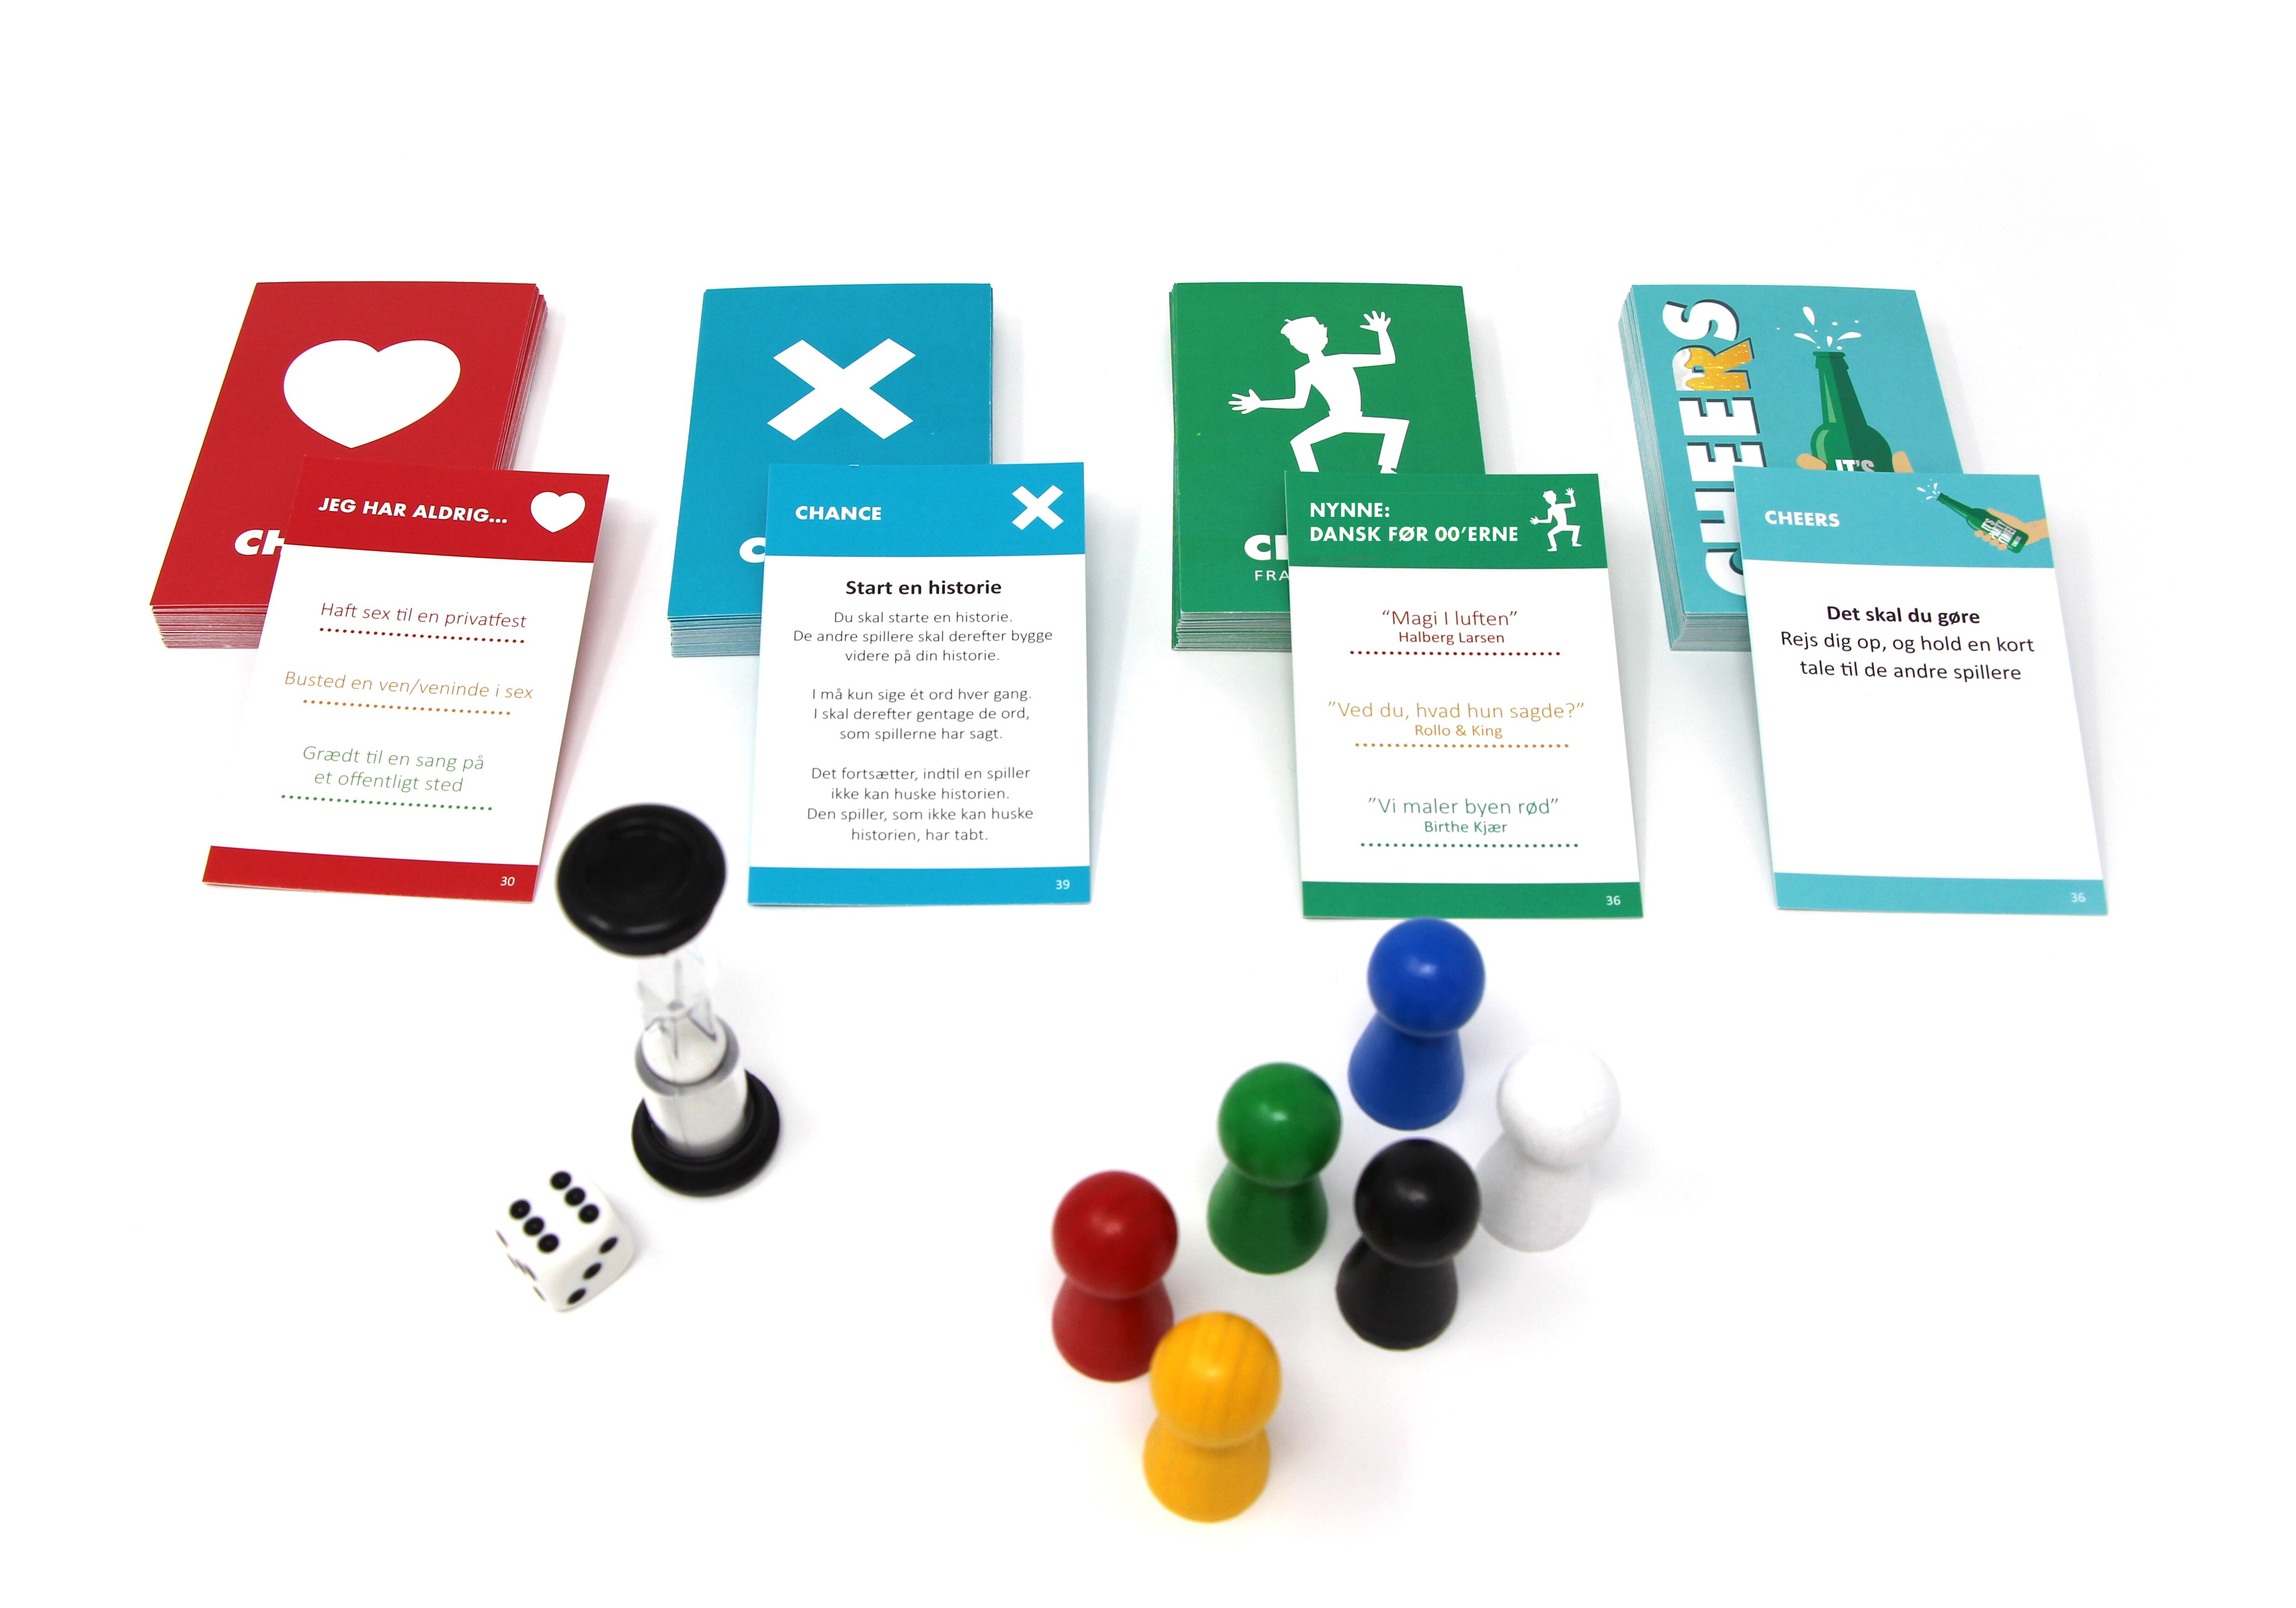 CH
JEG HAR ALDRIG...
Haft sex til en privatfest
Busted en ven/veninde i sex
Grædt til en sang på
et offentligt sted
30
C
CHANCE
Start en historie
Du skal starte en historie.
De andre spillere skal derefter bygge
videre på din historie.
I må kun sige ét ord hver gang.
I skal derefter gentage de ord,
som spillerne har sagt.
Det fortsætter, indtil en spiller
ikke kan huske historien.
Den spiller, som ikke kan huske
historien, har tabt.
39
CH
FRA
NYNNE:
DANSK FØR 00'ERNE
“Magi I luften”
Halberg Larsen
”Ved du, hvad hun sagde?”
Rollo & King
”Vi maler byen rød”
Birthe Kjær
36
CHEERS
IT'S
CHEERS
Det skal du gøre
Rejs dig op, og hold en kort
tale til de andre spillere
36